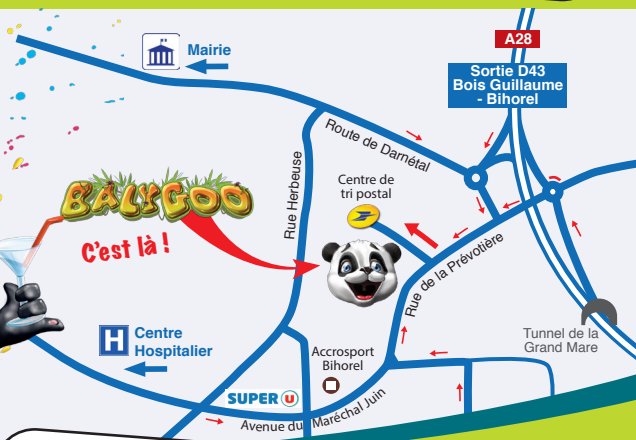 A28
Mairie
Sortie D43
Bois Guillaume
- Bihorel
Route de Darnétal
Centre de
tri postal
Rue Herbeuse
BALYGOO
C'est là !
Rue de la Prévotière
Tunnel de la
Grand Mare
H Centre
Hospitalier
Accrosport
Bihorel
SUPER U
Avenue du Maréchal Juin